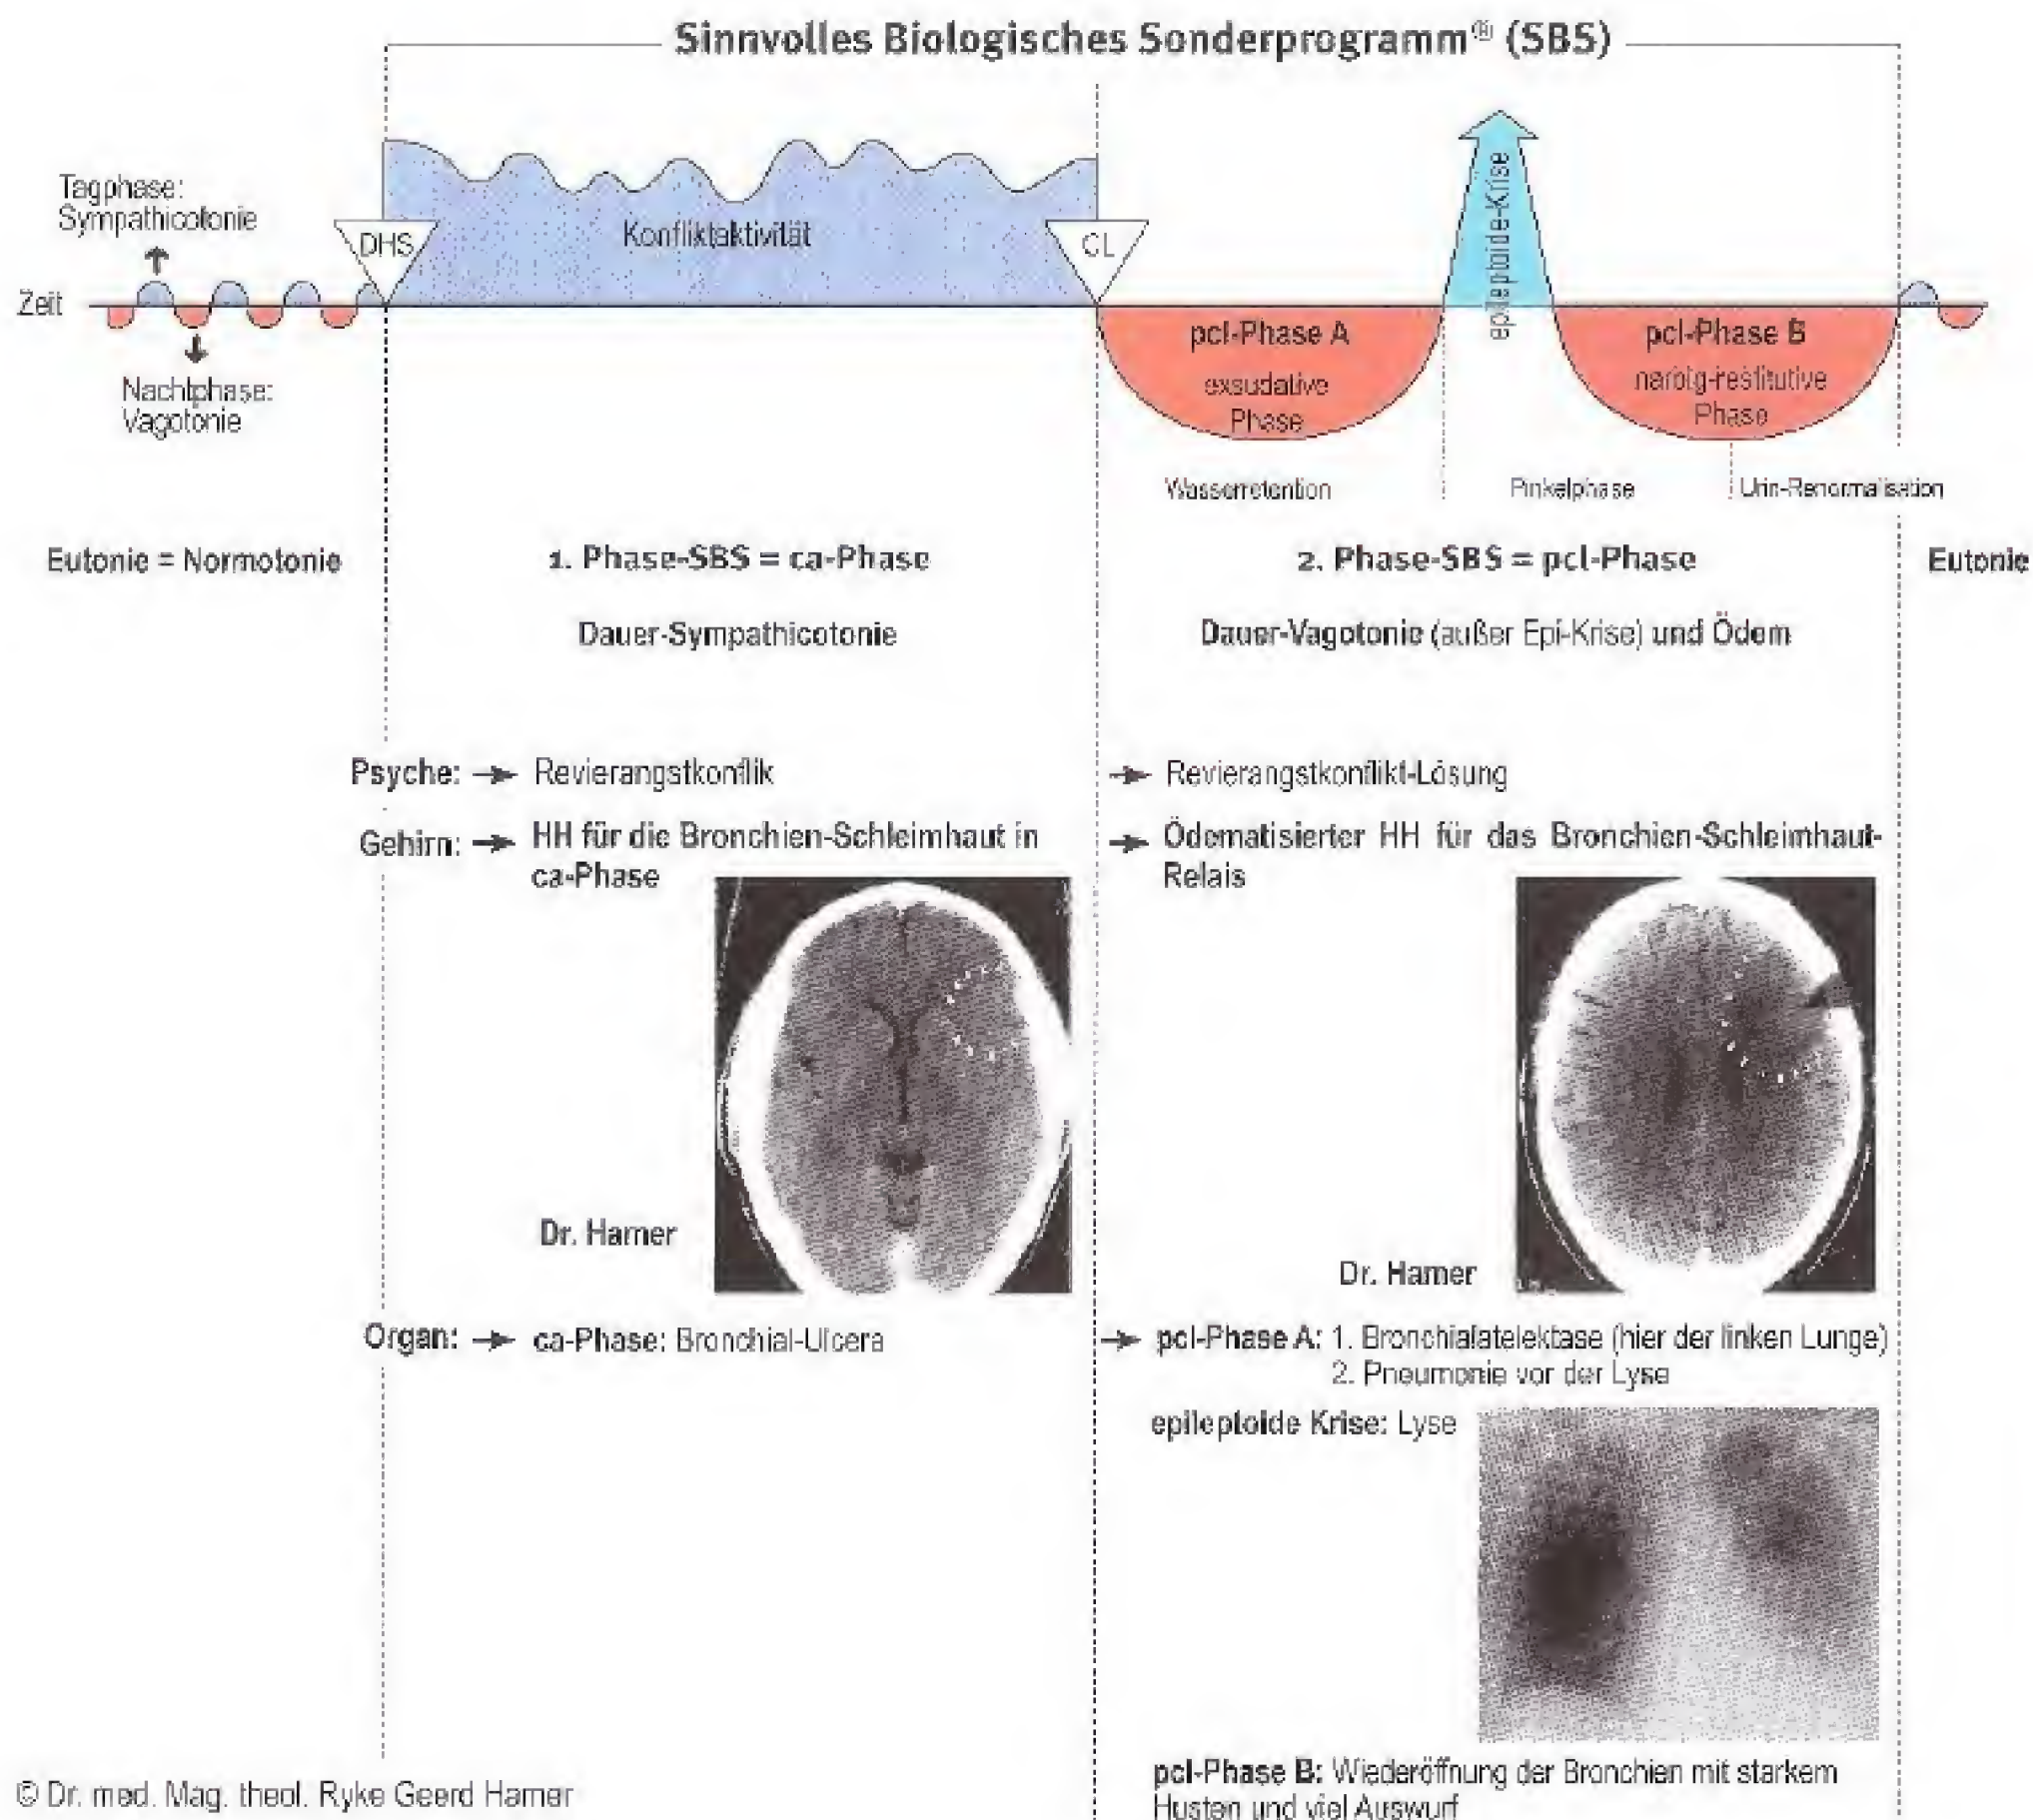 Sinnvolles Biologisches Sonderprogramm® (SBS)
Tagphase:
Sympathicotonie
Zeit
DHS
Konfliktaktivität
CL
epileptoide-Krise
Nachtphase:
Vagotonie
pcl-Phase A
exsudative
Phase
pcl-Phase B
narbig-restitutive
Phase
Wasserretention
Pinkelphase
Urin-Renormalisation
Eutonie = Normotonie
1. Phase-SBS = ca-Phase
2. Phase-SBS = pcl-Phase
Eutonie
Dauer-Sympathicotonie
Dauer-Vagotonie (außer Epi-Krise) und Ödem
Psyche:
Revierangstkonflik
Revierangstkonflikt-Lösung
Gehirn:
HH für die Bronchien-Schleimhaut in
ca-Phase
Ödematisierter HH für das Bronchien-Schleimhaut-
Relais
Dr. Hamer
Dr. Hamer
Organ:
ca-Phase: Bronchial-Ulcera
pcl-Phase A: 1. Bronchialatelektase (hier der linken Lunge)
2. Pneumonie vor der Lyse
epileptoide Krise: Lyse
pcl-Phase B: Wiederöffnung der Bronchien mit starkem
Husten und viel Auswurf
© Dr. med. Mag. theol. Ryke Geerd Hamer